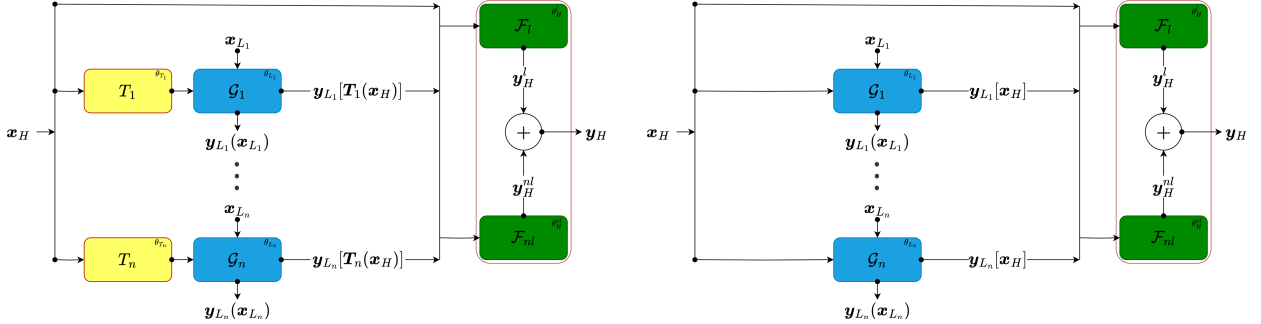 𝒙_H
T_1 θ_{T_1}
𝒙_{L_1}
𝒢_1 θ_{L_1}
𝒚_{L_1}[𝑻_1(𝒙_H)]
𝒚_{L_1}(𝒙_{L_1})
T_n θ_{T_n}
𝒙_{L_n}
𝒢_n θ_{L_n}
𝒚_{L_n}[𝑻_n(𝒙_H)]
𝒚_{L_n}(𝒙_{L_n})
ℱ_l
𝒚_H^l
+
𝒚_H
𝒚_H^{nl}
ℱ_{nl} θ_H^{nl}
𝒙_H
𝒙_{L_1}
𝒢_1 θ_{L_1}
𝒚_{L_1}[𝒙_H]
𝒚_{L_1}(𝒙_{L_1})
𝒙_{L_n}
𝒢_n θ_{L_n}
𝒚_{L_n}[𝒙_H]
𝒚_{L_n}(𝒙_{L_n})
ℱ_l
𝒚_H^l
+
𝒚_H
𝒚_H^{nl}
ℱ_{nl} θ_H^{nl}